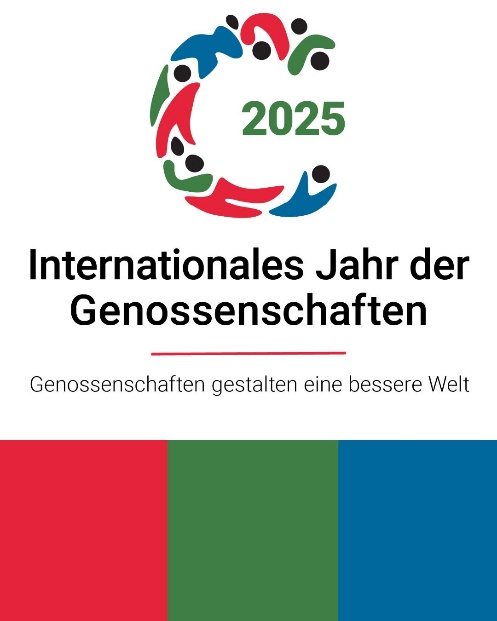 2025
Internationales Jahr der
Genossenschaften
Genossenschaften gestalten eine bessere Welt